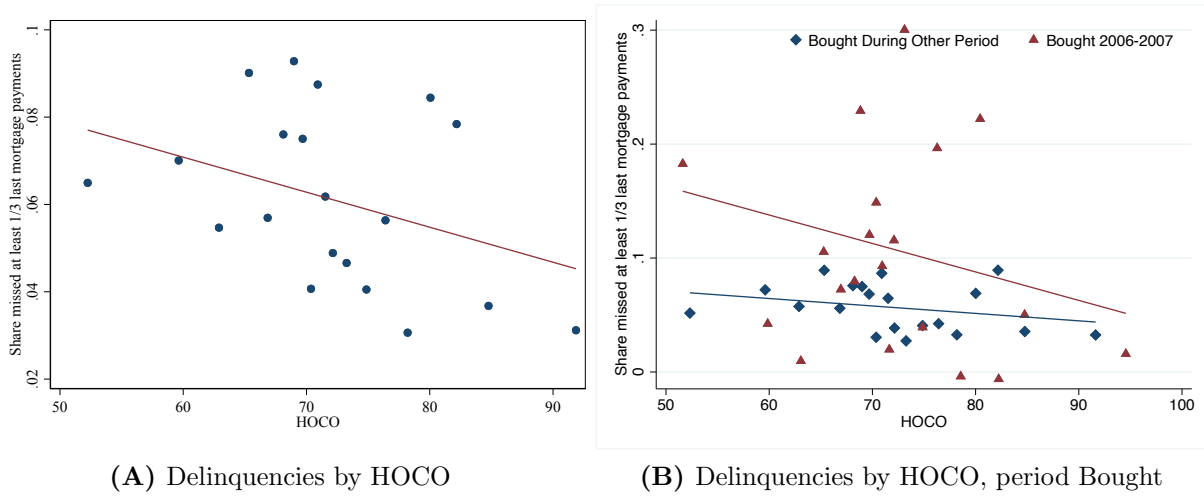 Share missed at least 1/3 last mortgage payments
.1
.08
.06
.04
.02
50 60 70 80 90
HOCO
(A) Delinquencies by HOCO
Share missed at least 1/3 last mortgage payments
Bought During Other Period Bought 2006-2007
.3
.2
.1
0
50 60 70 80 90 100
HOCO
(B) Delinquencies by HOCO, period Bought